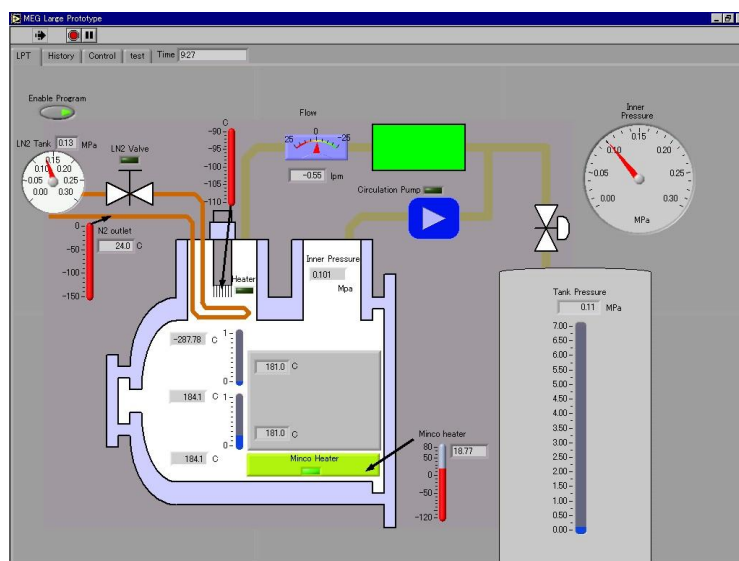 MEG Large Prototype
LPT History Control test Time 9:27
Enable Program
LN2 Tank 0.13 MPa
LN2 Valve
0.15
0.10 0.20
-0.05 0.25-
0.00 0.30
N2 outlet
24.0 C
0-
-50-
-100-
-150-
C
-90-
-95-
-100-
-105-
-110-
Flow
25 0 -25
-0.55 lpm
Circulation Pump
Inner
Pressure
0.15
0.10 0.20
-0.05 0.25-
0.00 0.30
MPa
Heater
Inner Pressure
0.101
Mpa
-287.78 C
1-
0-
184.1 C
1-
0-
184.1 C
181.0 C
181.0 C
Minco Heater
Minco heater
80-
50-
0-
-50-
-120-
18.77
Tank Pressure
0.11 MPa
7.00-
6.50-
6.00-
5.50-
5.00-
4.50-
4.00-
3.50-
3.00-
2.50-
2.00-
1.50-
1.00-
0.50-
0.00-